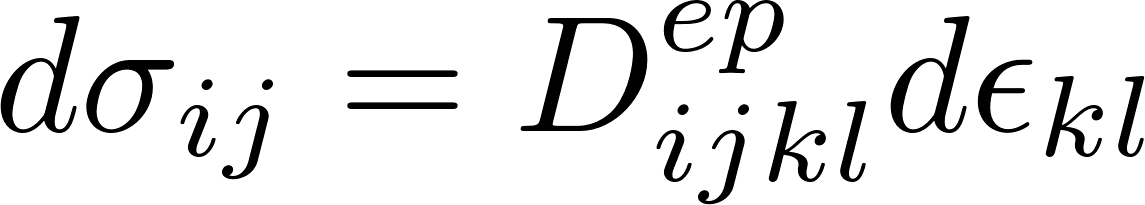 dσ_{ij} = D^{ep}_{ijkl} dϵ_{kl}